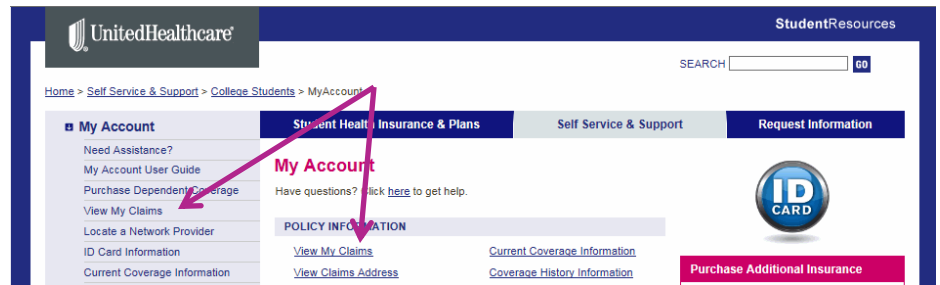 UnitedHealthcare®
StudentResources
SEARCH GO
Home > Self Service & Support > College Students > MyAccount
My Account
Need Assistance?
My Account User Guide
Purchase Dependent Coverage
View My Claims
Locate a Network Provider
ID Card Information
Current Coverage Information
Student Health Insurance & Plans
Self Service & Support
Request Information
My Account
Have questions? Click here to get help.
POLICY INFORMATION
View My Claims
Current Coverage Information
View Claims Address
Coverage History Information
ID
CARD
Purchase Additional Insurance